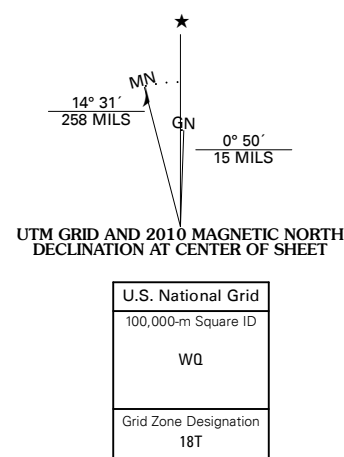 ★
MN
14° 31´
258 MILS
GN
0° 50´
15 MILS
UTM GRID AND 2010 MAGNETIC NORTH
DECLINATION AT CENTER OF SHEET
U.S. National Grid
100,000-m Square ID
WQ
Grid Zone Designation
18T